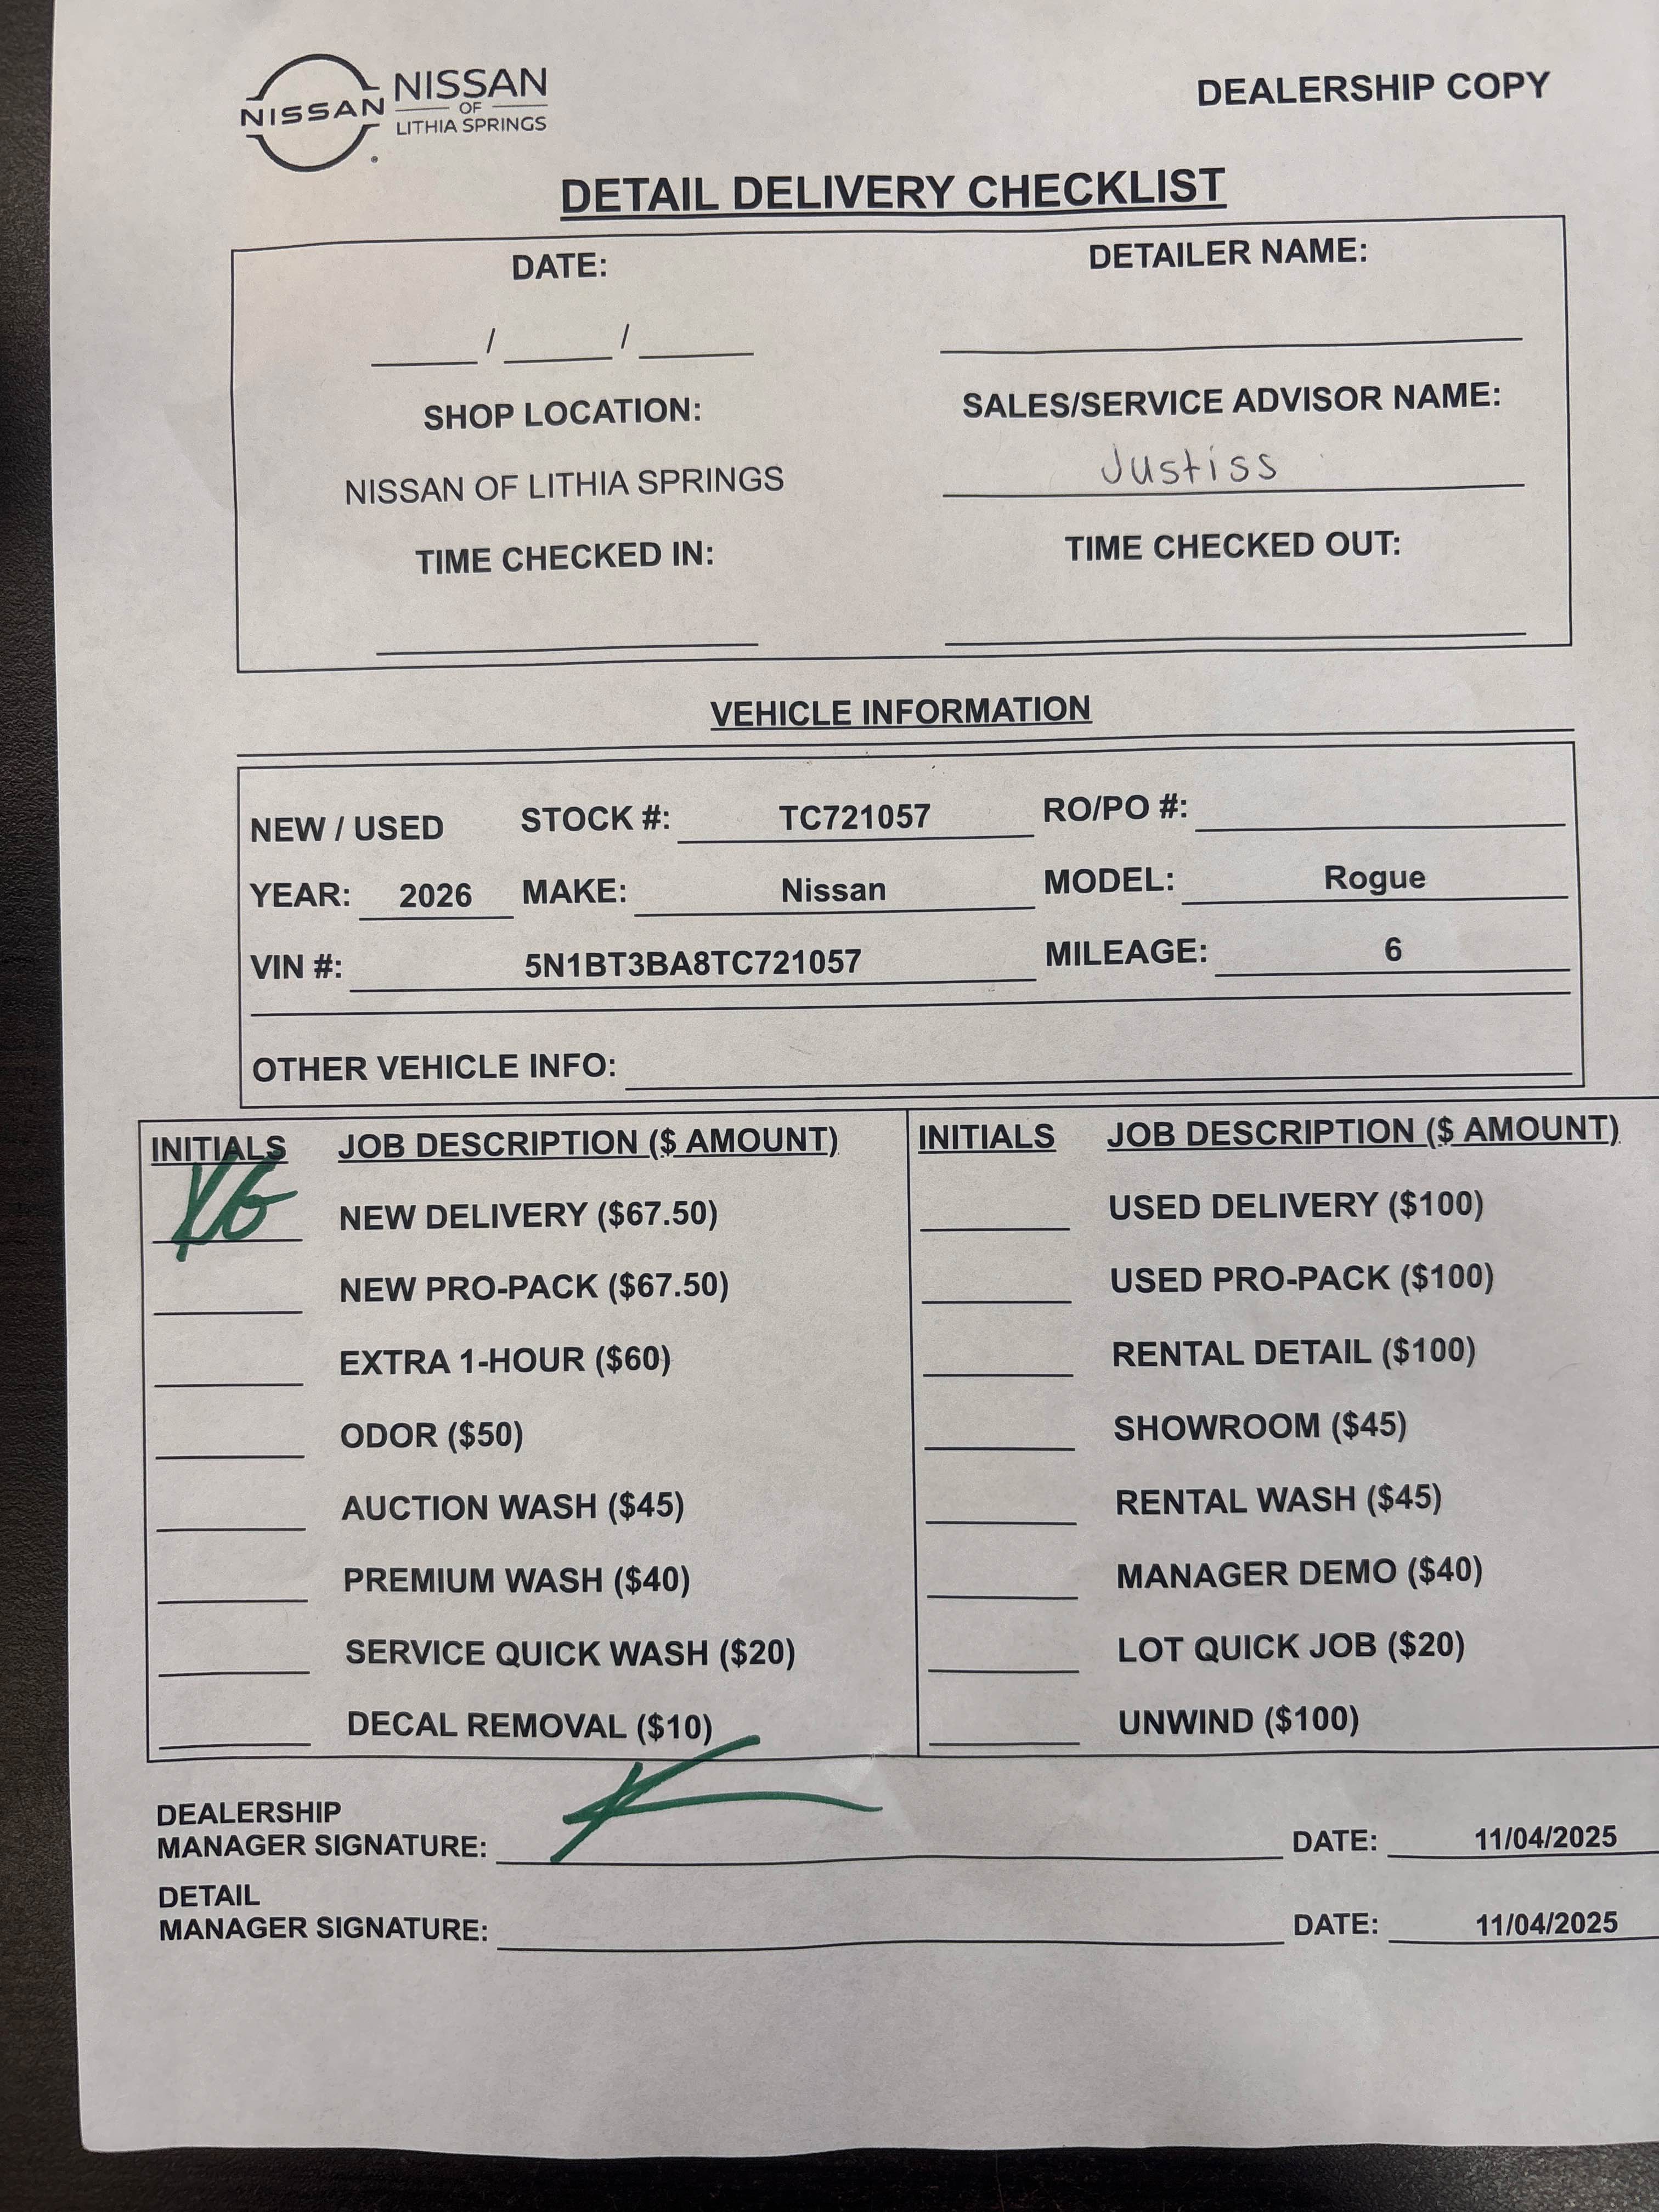 NISSAN NISSAN
OF
LITHIA SPRINGS
DEALERSHIP COPY
DETAIL DELIVERY CHECKLIST
DATE: DETAILER NAME:
____ / ____ / ____
SHOP LOCATION: SALES/SERVICE ADVISOR NAME:
NISSAN OF LITHIA SPRINGS Justiss
TIME CHECKED IN: TIME CHECKED OUT:
VEHICLE INFORMATION
NEW / USED STOCK #: TC721057 RO/PO #:
YEAR: 2026 MAKE: Nissan MODEL: Rogue
VIN #: 5N1BT3BA8TC721057 MILEAGE: 6
OTHER VEHICLE INFO:
INITIALS JOB DESCRIPTION ($ AMOUNT) INITIALS JOB DESCRIPTION ($ AMOUNT)
NEW DELIVERY ($67.50) USED DELIVERY ($100)
NEW PRO-PACK ($67.50) USED PRO-PACK ($100)
EXTRA 1-HOUR ($60) RENTAL DETAIL ($100)
ODOR ($50) SHOWROOM ($45)
AUCTION WASH ($45) RENTAL WASH ($45)
PREMIUM WASH ($40) MANAGER DEMO ($40)
SERVICE QUICK WASH ($20) LOT QUICK JOB ($20)
DECAL REMOVAL ($10) UNWIND ($100)
DEALERSHIP
MANAGER SIGNATURE: DATE: 11/04/2025
DETAIL
MANAGER SIGNATURE: DATE: 11/04/2025